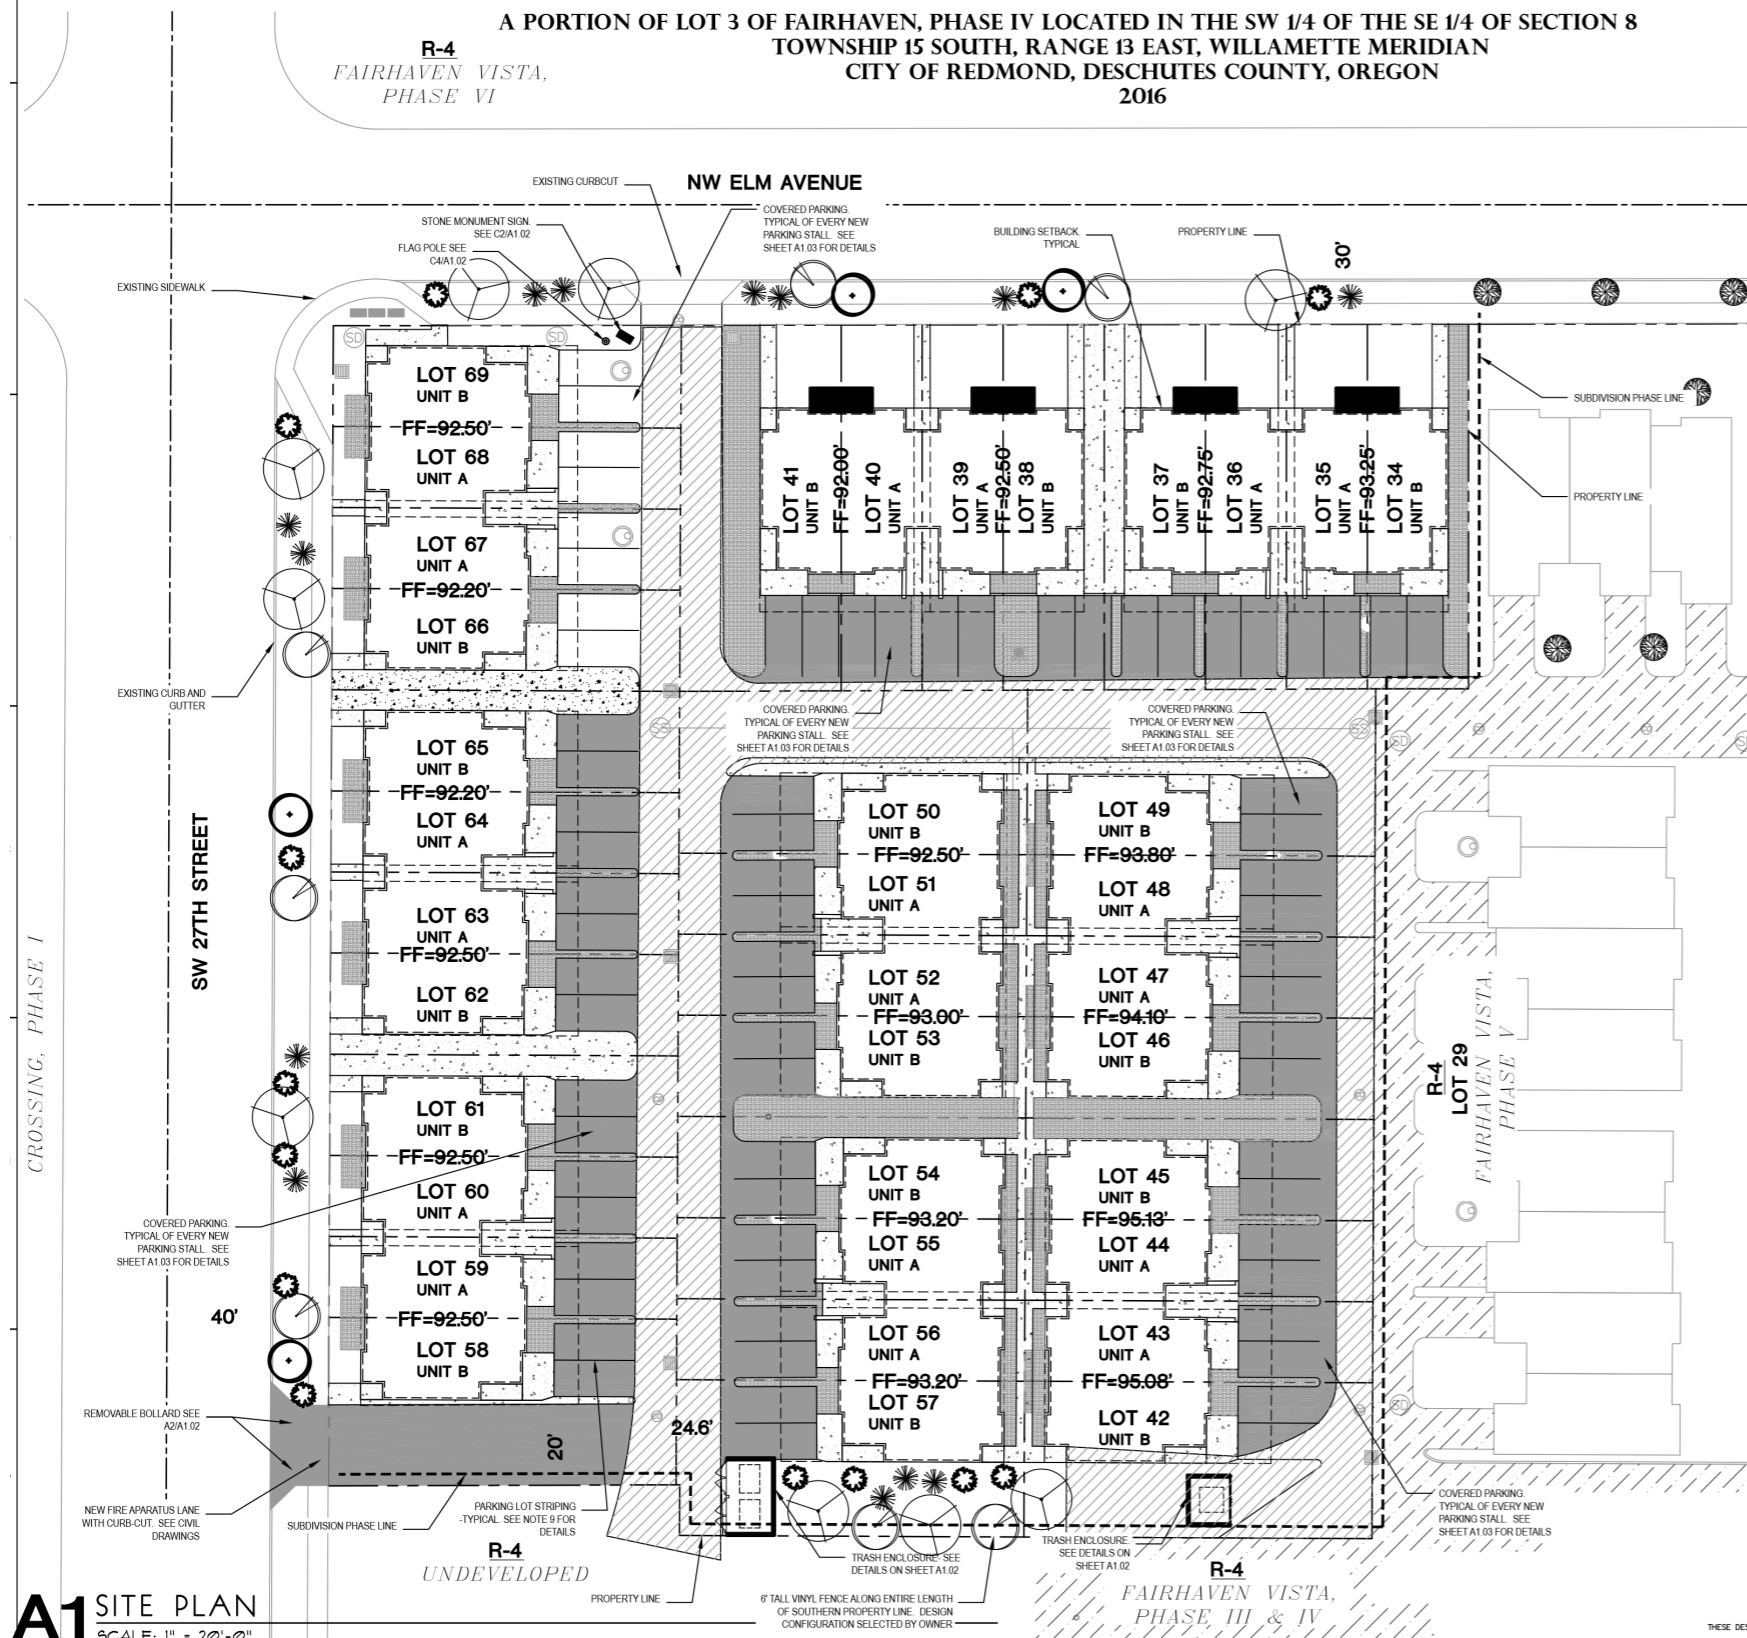 A PORTION OF LOT 3 OF FAIRHAVEN, PHASE IV LOCATED IN THE SW 1/4 OF THE SE 1/4 OF SECTION 8
TOWNSHIP 15 SOUTH, RANGE 13 EAST, WILLAMETTE MERIDIAN
CITY OF REDMOND, DESCHUTES COUNTY, OREGON
2016
R-4
FAIRHAVEN VISTA,
PHASE VI
EXISTING CURBCUT
NW ELM AVENUE
STONE MONUMENT SIGN.
SEE C2/A1.02
FLAG POLE SEE
C4/A1.02
COVERED PARKING.
TYPICAL OF EVERY NEW
PARKING STALL. SEE
SHEET A1.03 FOR DETAILS
BUILDING SETBACK.
TYPICAL
PROPERTY LINE
30'
EXISTING SIDEWALK
SD
SD
LOT 69
UNIT B
FF=92.50'
LOT 68
UNIT A
LOT 67
UNIT A
FF=92.20'
LOT 66
UNIT B
LOT 41
UNIT B
FF=92.00'
LOT 40
UNIT A
LOT 39
UNIT A
FF=92.50'
LOT 38
UNIT B
LOT 37
UNIT B
FF=92.75'
LOT 36
UNIT A
LOT 35
UNIT A
FF=93.25'
LOT 34
UNIT B
SUBDIVISION PHASE LINE
PROPERTY LINE
EXISTING CURB AND
GUTTER
COVERED PARKING.
TYPICAL OF EVERY NEW
PARKING STALL. SEE
SHEET A1.03 FOR DETAILS
COVERED PARKING.
TYPICAL OF EVERY NEW
PARKING STALL. SEE
SHEET A1.03 FOR DETAILS
SS
SS
SD
LOT 65
UNIT B
FF=92.20'
LOT 64
UNIT A
LOT 63
UNIT A
FF=92.50'
LOT 62
UNIT B
LOT 61
UNIT B
FF=92.50'
LOT 60
UNIT A
LOT 59
UNIT A
FF=92.50'
LOT 58
UNIT B
LOT 50
UNIT B
FF=92.50'
LOT 51
UNIT A
LOT 52
UNIT A
FF=93.00'
LOT 53
UNIT B
LOT 54
UNIT B
FF=93.20'
LOT 55
UNIT A
LOT 56
UNIT A
FF=93.20'
LOT 57
UNIT B
LOT 49
UNIT B
FF=93.80'
LOT 48
UNIT A
LOT 47
UNIT A
FF=94.10'
LOT 46
UNIT B
LOT 45
UNIT B
FF=95.13'
LOT 44
UNIT A
LOT 43
UNIT A
FF=95.08'
LOT 42
UNIT B
SW 27TH STREET
CROSSING, PHASE I
R-4
LOT 29
FAIRHAVEN VISTA,
PHASE V
COVERED PARKING.
TYPICAL OF EVERY NEW
PARKING STALL. SEE
SHEET A1.03 FOR DETAILS
40'
REMOVABLE BOLLARD SEE
A2/A1.02
20'
24.6'
SD
NEW FIRE APARATUS LANE
WITH CURB-CUT. SEE CIVIL
DRAWINGS
SUBDIVISION PHASE LINE
PARKING LOT STRIPING
-TYPICAL. SEE NOTE 9 FOR
DETAILS
COVERED PARKING.
TYPICAL OF EVERY NEW
PARKING STALL. SEE
SHEET A1.03 FOR DETAILS
R-4
UNDEVELOPED
TRASH ENCLOSURE- SEE
DETAILS ON SHEET A1.02
TRASH ENCLOSURE.
SEE DETAILS ON
SHEET A1.02
R-4
FAIRHAVEN VISTA,
PHASE III & IV
PROPERTY LINE
6' TALL VINYL FENCE ALONG ENTIRE LENGTH
OF SOUTHERN PROPERTY LINE. DESIGN
CONFIGURATION SELECTED BY OWNER
A1 SITE PLAN
SCALE: 1" = 20'-0"
THESE DES